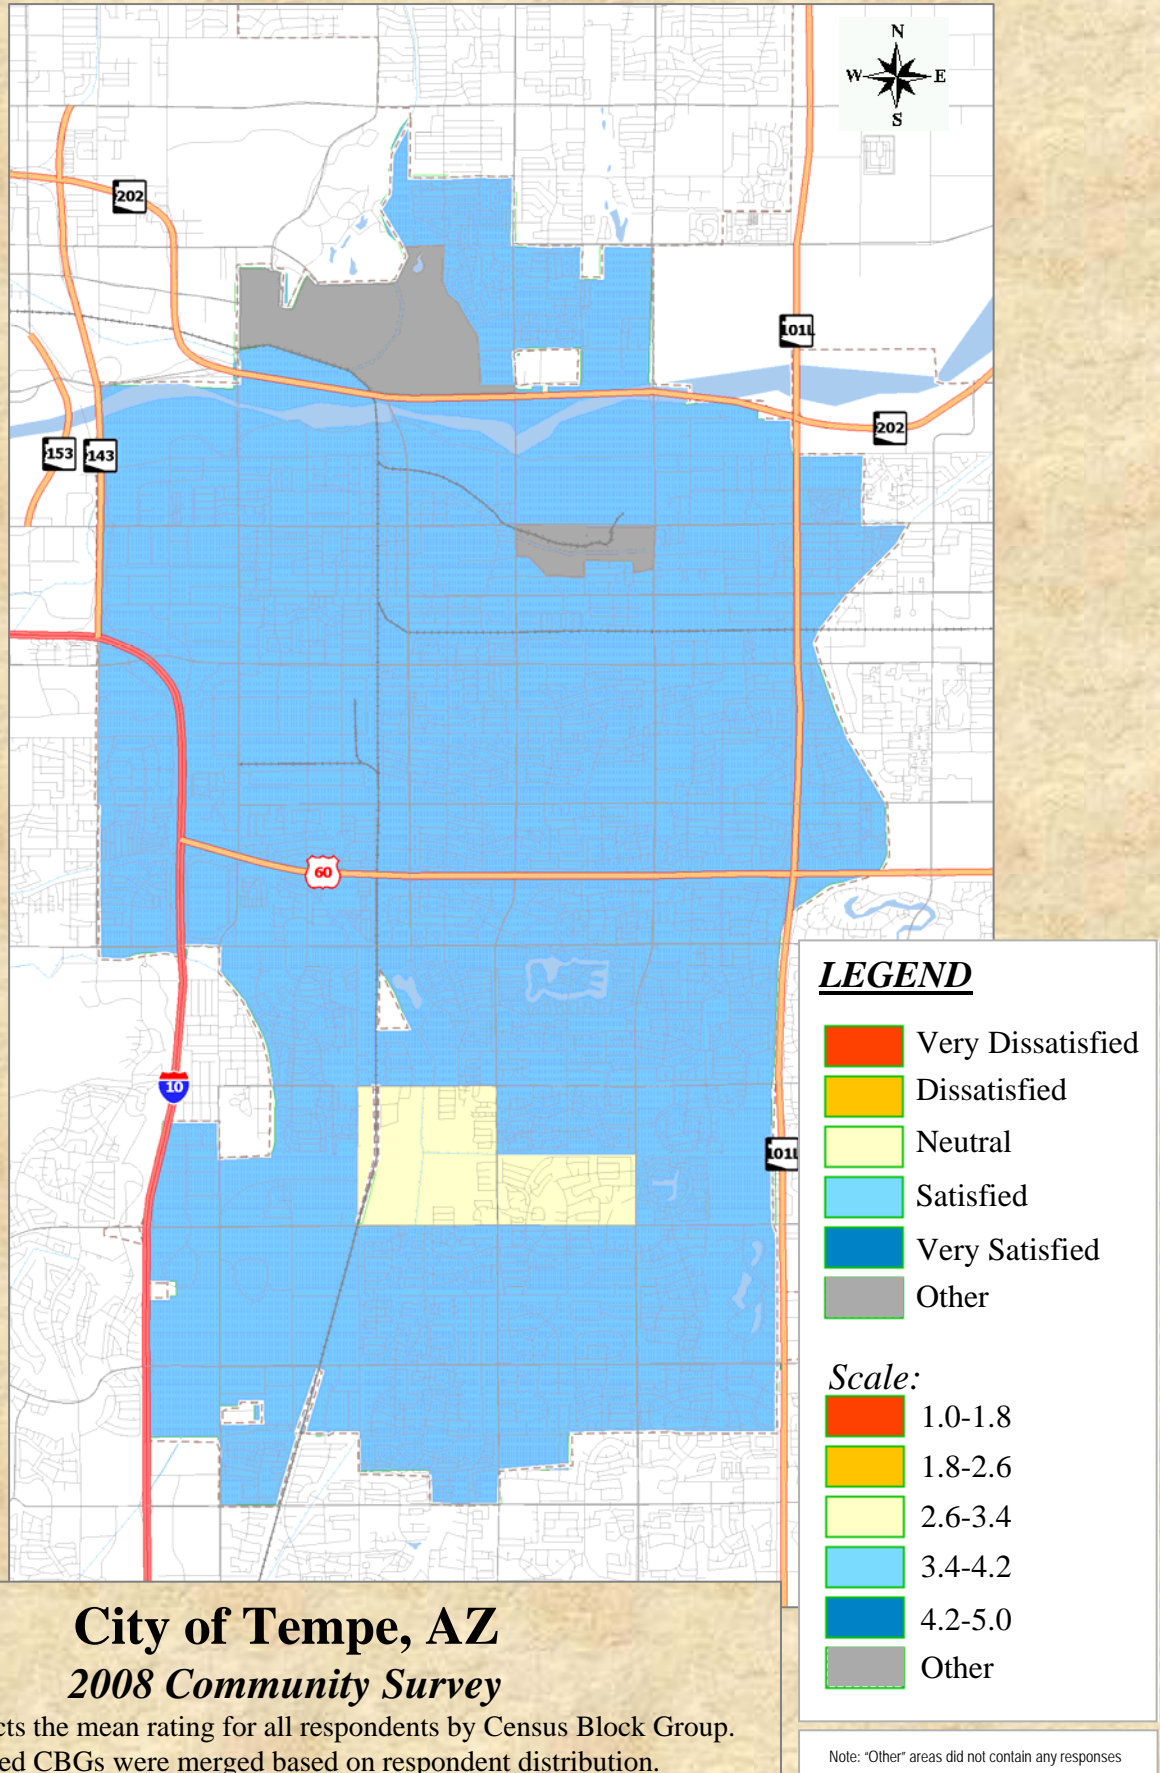 N
W E
S
202
101L
202
153
143
60
10
101L
LEGEND
Very Dissatisfied
Dissatisfied
Neutral
Satisfied
Very Satisfied
Other
Scale:
1.0-1.8
1.8-2.6
2.6-3.4
3.4-4.2
4.2-5.0
Other
City of Tempe, AZ
2008 Community Survey
cts the mean rating for all respondents by Census Block Group.
ed CBGs were merged based on respondent distribution.
Note: "Other" areas did not contain any responses